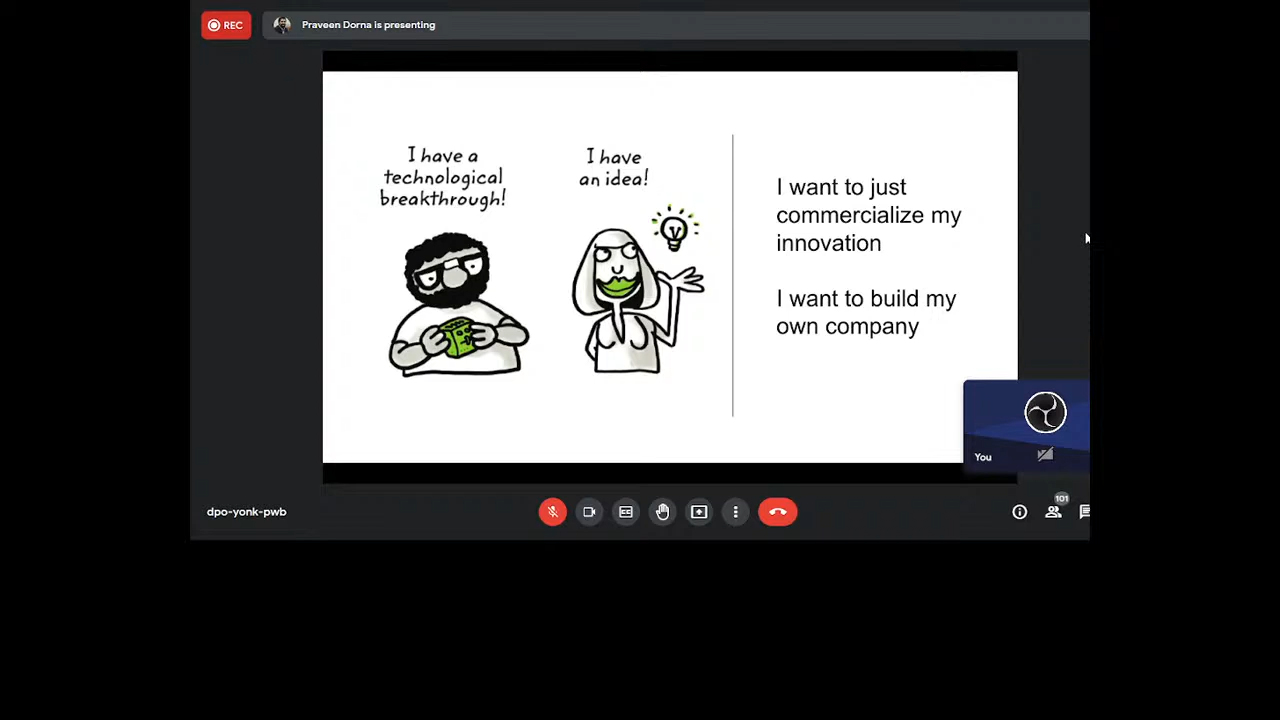 REC
Praveen Dorna is presenting
I have a
technological
breakthrough!
I have
an idea!
I want to just
commercialize my
innovation
I want to build my
own company
You
dpo-yonk-pwb
CC
101